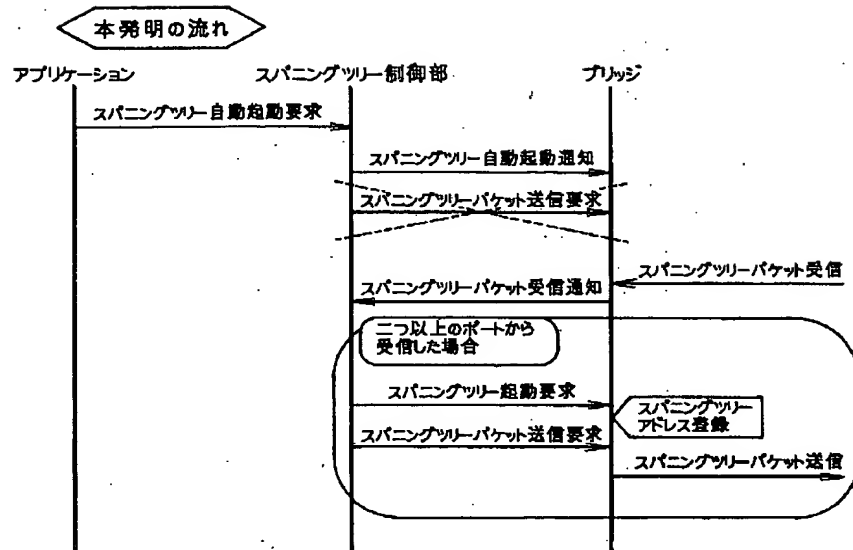 本発明の流れ
アプリケーション
スパニングツリー制御部
ブリッジ
スパニングツリー自動起動要求
スパニングツリー自動起動通知
スパニングツリーパケット送信要求
スパニングツリーパケット受信
スパニングツリーパケット受信通知
二つ以上のポートから
受信した場合
スパニングツリー起動要求
スパニングツリー
アドレス登録
スパニングツリーパケット送信要求
スパニングツリーパケット送信